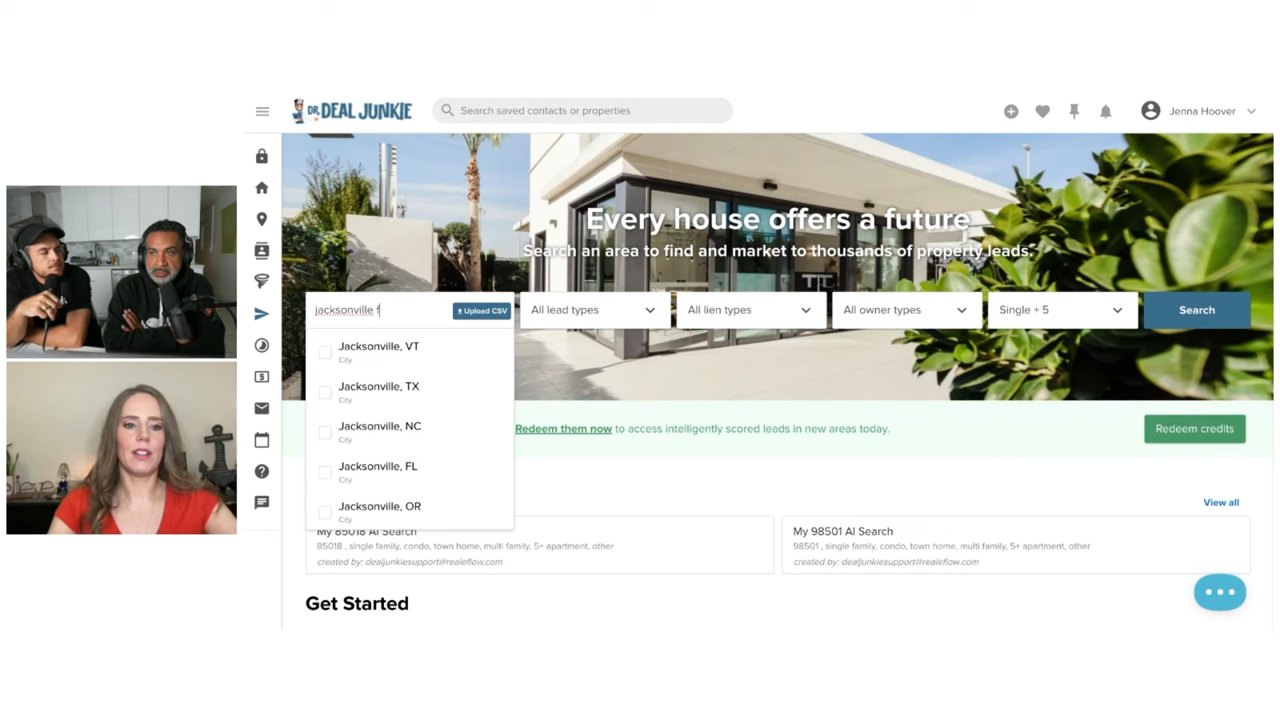 DR. DEAL JUNKIE
Search saved contacts or properties
Jenna Hoover
Every house offers a future
Search an area to find and market to thousands of property leads.
jacksonville f
Upload CSV
All lead types
All lien types
All owner types
Single + 5
Search
Jacksonville, VT
City
Jacksonville, TX
City
Jacksonville, NC
City
Jacksonville, FL
City
Jacksonville, OR
City
Redeem them now to access intelligently scored leads in new areas today.
Redeem credits
View all
My 85018 AI Search
85018 , single family, condo, town home, multi family, 5+ apartment, other
created by: dealjunkiesupport@realeflow.com
My 98501 AI Search
98501 , single family, condo, town home, multi family, 5+ apartment, other
created by: dealjunkiesupport@realeflow.com
Get Started